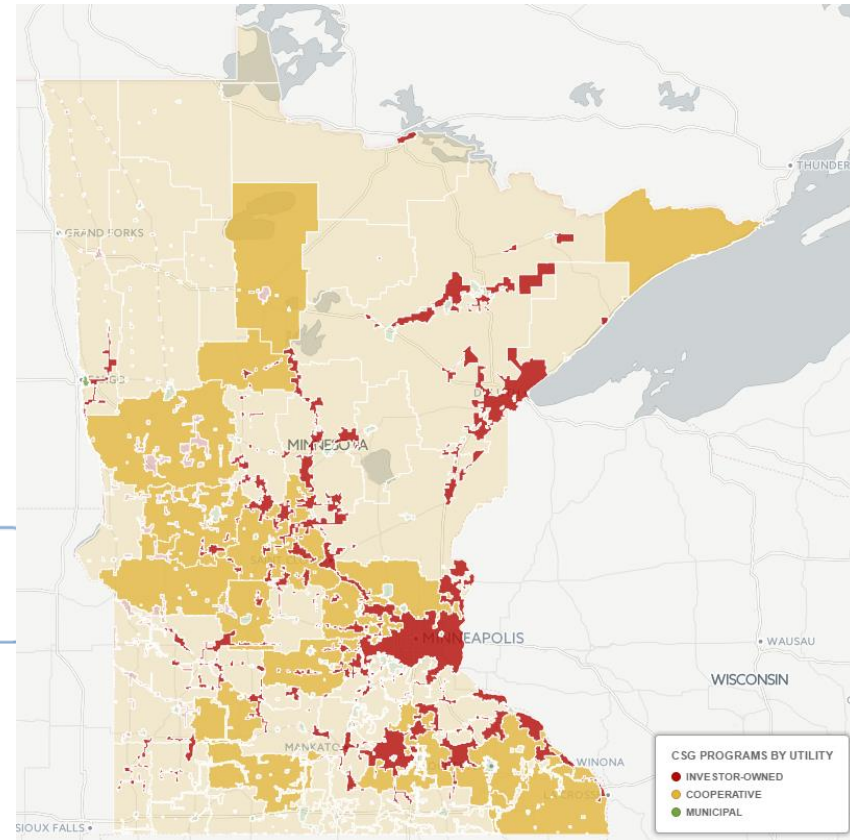 THUNDER
GRAND FORKS
FARGO
MINNESOTA
MINNEAPOLIS
WAUSAU
WISCONSIN
MANKATO
WINONA
SIOUX FALLS
CSG PROGRAMS BY UTILITY
INVESTOR-OWNED
COOPERATIVE
MUNICIPAL